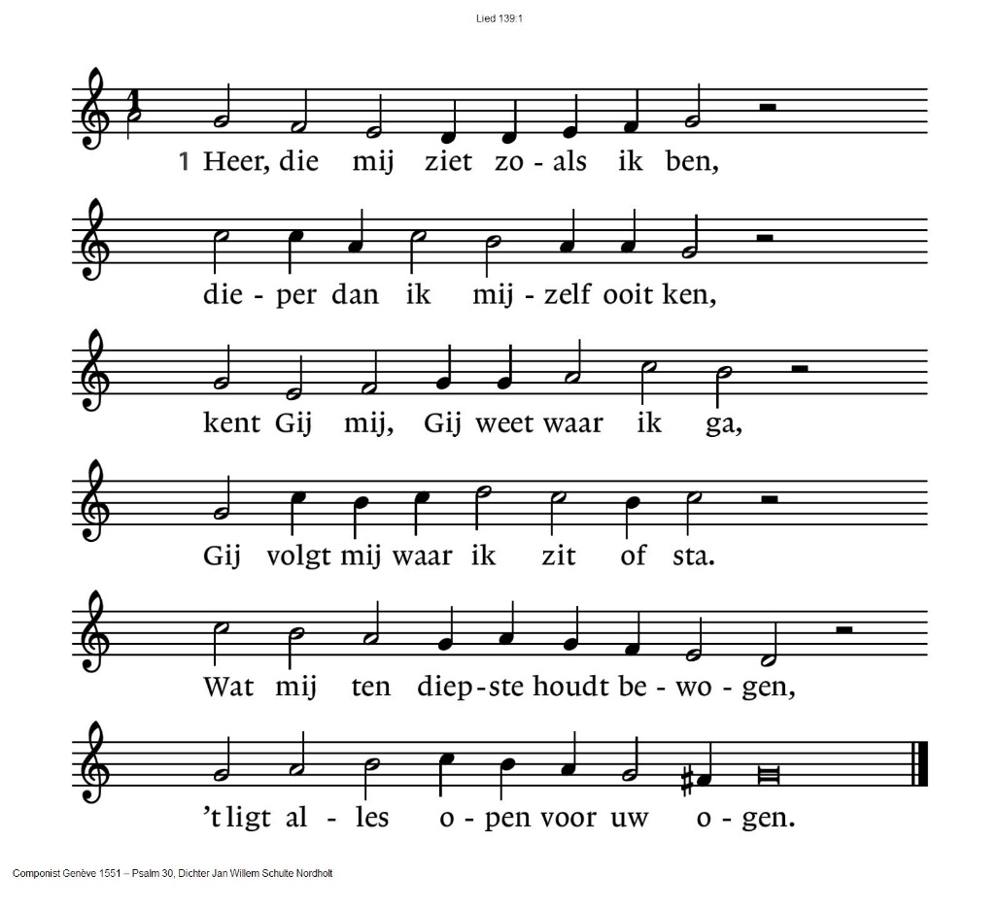 Lied 139:1
1
1 Heer, die mij ziet zo - als ik ben,
die - per dan ik mij - zelf ooit ken,
kent Gij mij, Gij weet waar ik ga,
Gij volgt mij waar ik zit of sta.
Wat mij ten diep-ste houdt be - wo - gen,
’t ligt al - les o - pen voor uw o - gen.
Componist Genève 1551 – Psalm 30, Dichter Jan Willem Schulte Nordholt